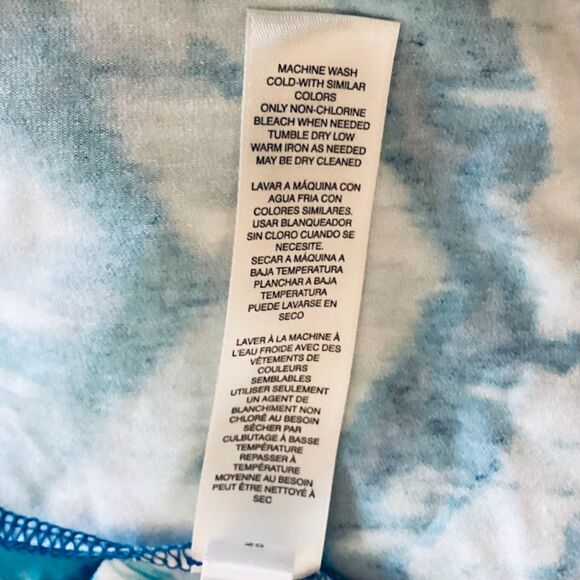 MACHINE WASH
COLD-WITH SIMILAR
COLORS
ONLY NON-CHLORINE
BLEACH WHEN NEEDED
TUMBLE DRY LOW
WARM IRON AS NEEDED
MAY BE DRY CLEANED
LAVAR A MÁQUINA CON
AGUA FRIA CON
COLORES SIMILARES.
USAR BLANQUEADOR
SIN CLORO CUANDO SE
NECESITE.
SECAR A MÁQUINA A
BAJA TEMPERATURA
PLANCHAR A BAJA
TEMPERATURA
PUEDE LAVARSE EN
SECO
LAVER À LA MACHINE À
L'EAU FROIDE AVEC DES
VÊTEMENTS DE
COULEURS
SEMBLABLES
UTILISER SEULEMENT
UN AGENT DE
BLANCHIMENT NON
CHLORÉ AU BESOIN
SÉCHER PAR
CULBUTAGE À BASSE
TEMPÉRATURE
REPASSER À
TEMPÉRATURE
MOYENNE AU BESOIN
PEUT ÊTRE NETTOYÉ À
SEC